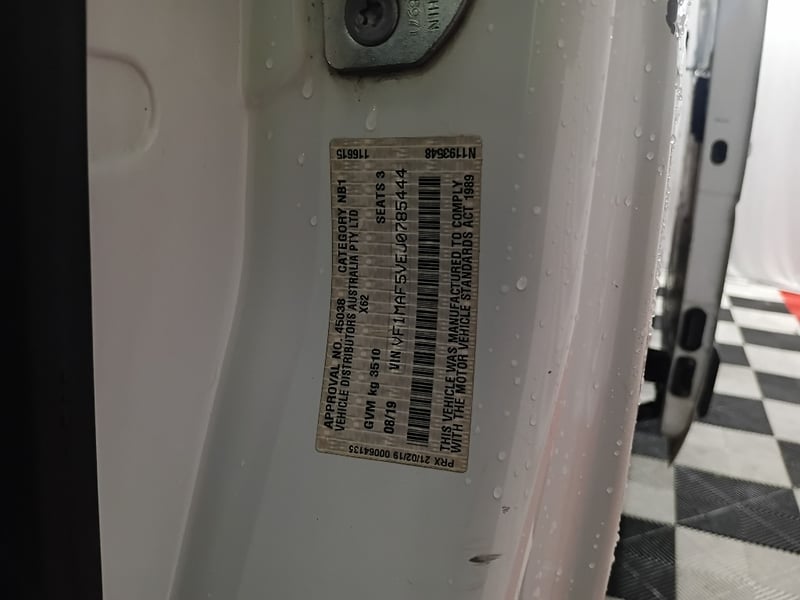 116615
N1193548
APPROVAL NO. 45038 CATEGORY NB1
VEHICLE DISTRIBUTORS AUSTRALIA PTY LTD
X62
GVM kg 3510 SEATS 3
08/19 VIN VF1MAF5VEJ0785444
THIS VEHICLE WAS MANUFACTURED TO COMPLY
WITH THE MOTOR VEHICLE STANDARDS ACT 1989
PRX 21/02/19 00064135